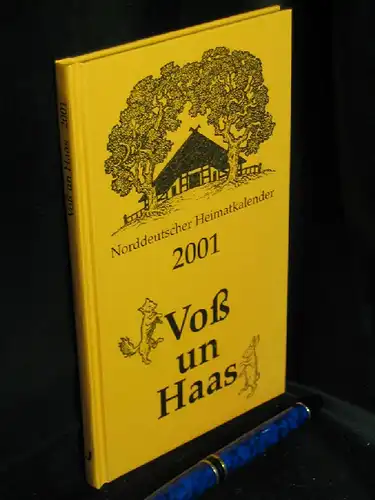 Voß un Haas 2001
Norddeutscher Heimatkalender
2001
Voß
un
Haas